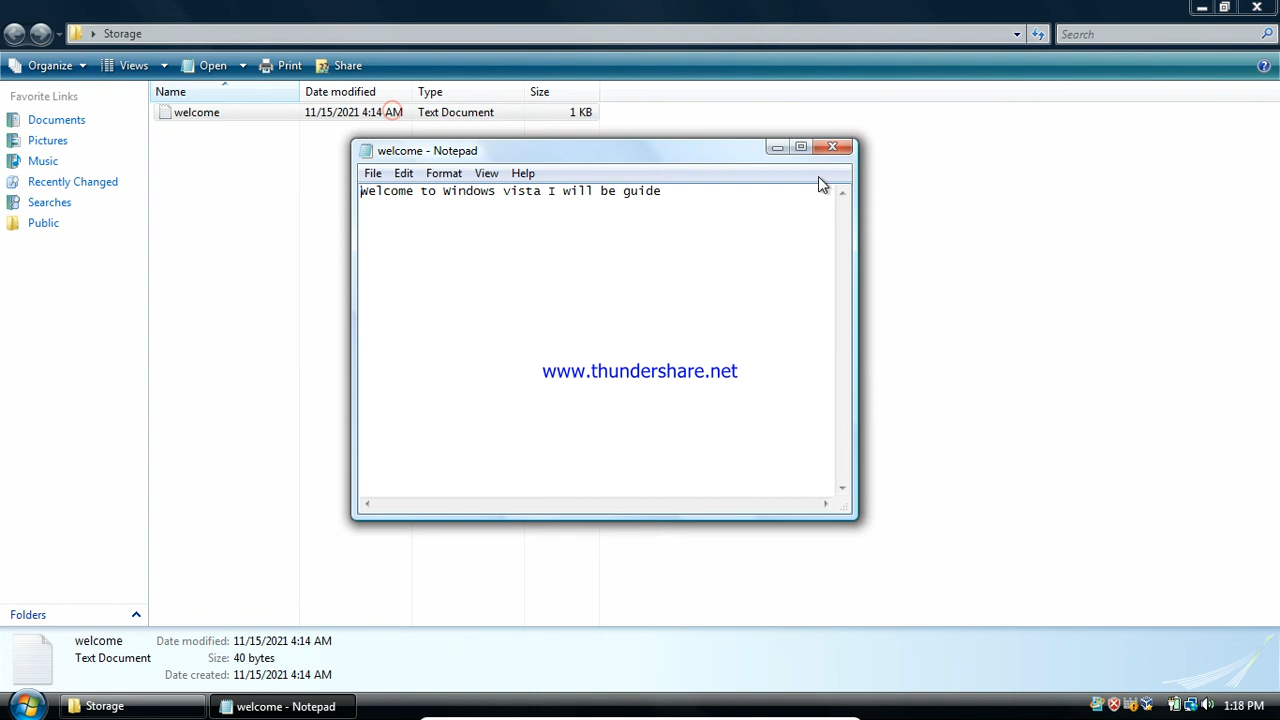 Storage
Search
Organize Views Open Print Share
Favorite Links
Documents
Pictures
Music
Recently Changed
Searches
Public
Folders
Name Date modified Type Size
welcome 11/15/2021 4:14 AM Text Document 1 KB
welcome - Notepad
File Edit Format View Help
welcome to windows vista I will be guide
www.thundershare.net
welcome Date modified: 11/15/2021 4:14 AM
Text Document Size: 40 bytes
Date created: 11/15/2021 4:14 AM
Storage welcome - Notepad 1:18 PM